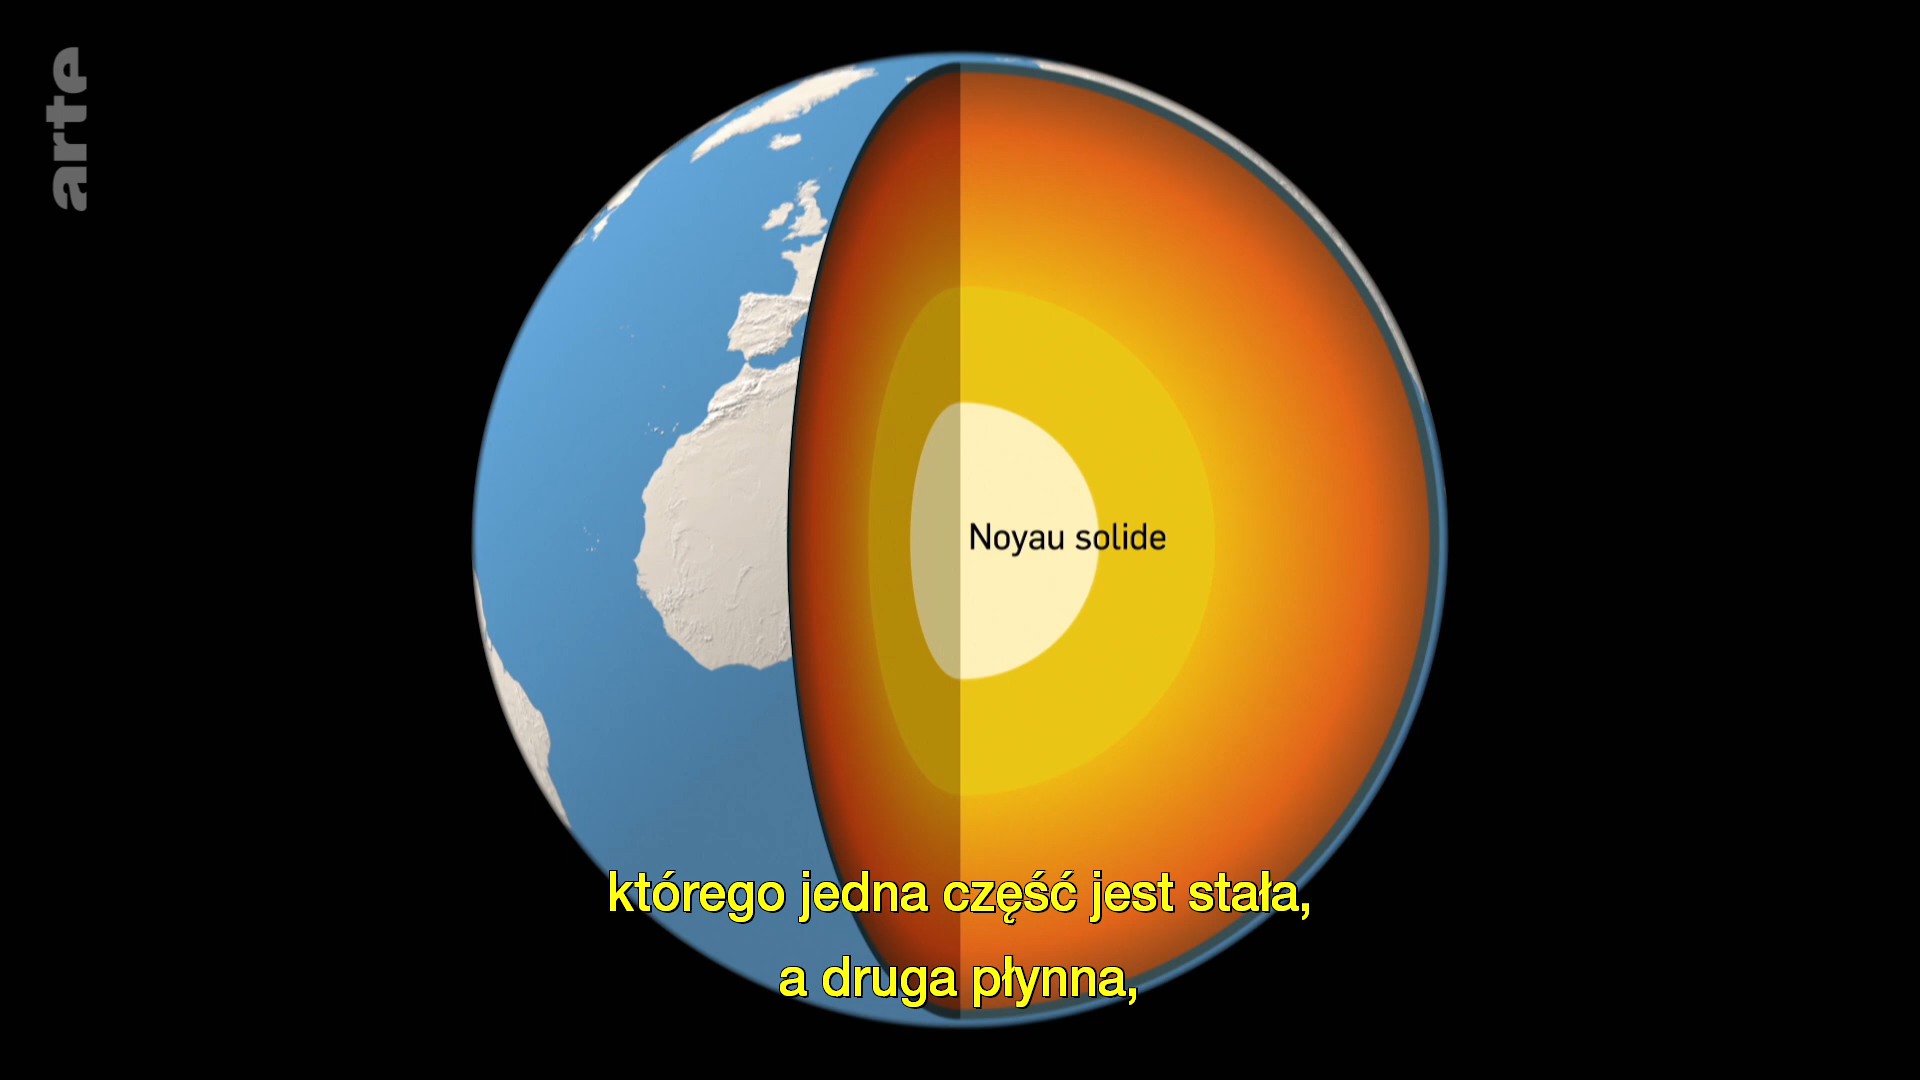 arte
Noyau solide
którego jedna część jest stała,
a druga płynna,